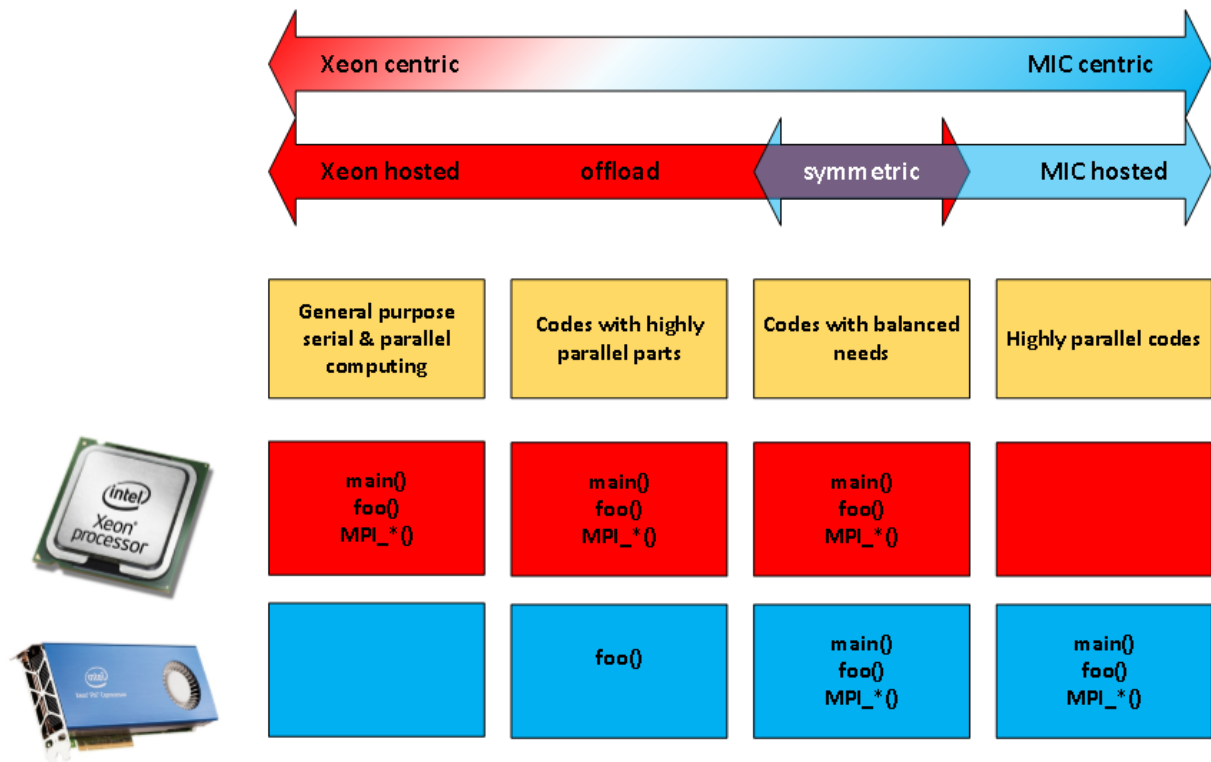 Xeon centric
MIC centric
Xeon hosted
offload
symmetric
MIC hosted
General purpose
serial & parallel
computing
Codes with highly
parallel parts
Codes with balanced
needs
Highly parallel codes
intel
Xeon®
processor
main()
foo()
MPI_*()
main()
foo()
MPI_*()
main()
foo()
MPI_*()
intel
foo()
main()
foo()
MPI_*()
main()
foo()
MPI_*()